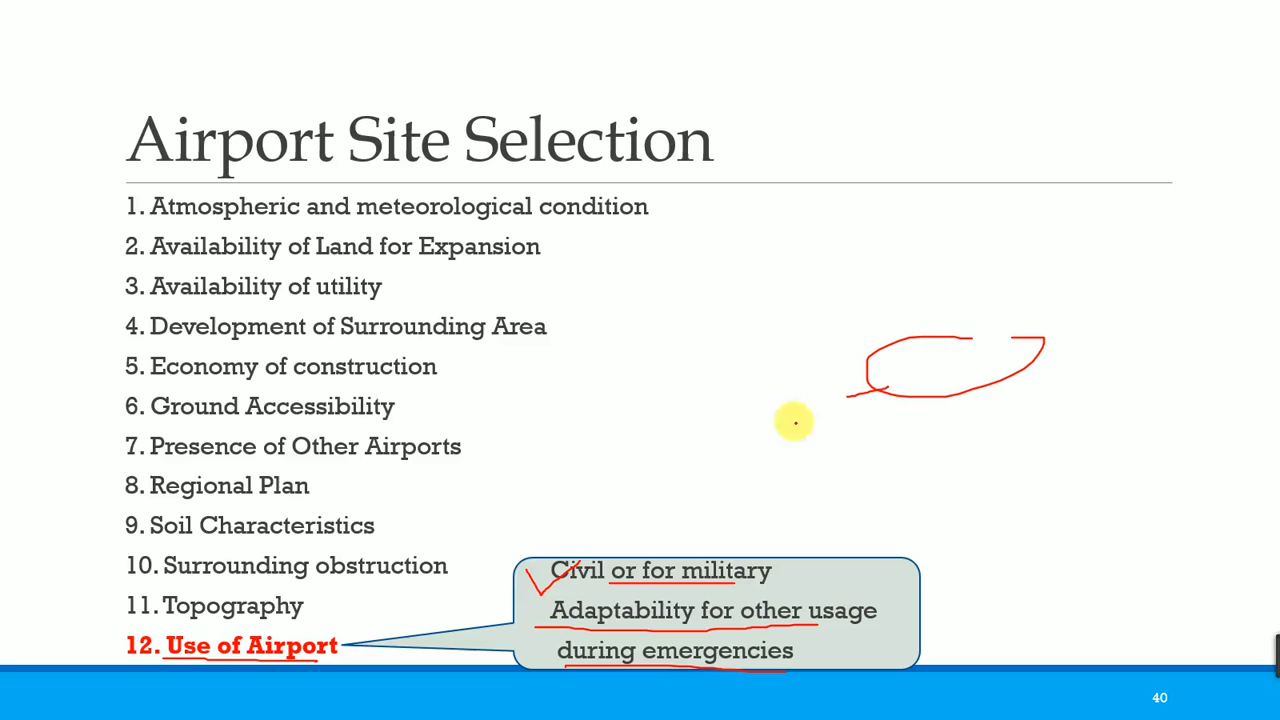 Airport Site Selection
1. Atmospheric and meteorological condition
2. Availability of Land for Expansion
3. Availability of utility
4. Development of Surrounding Area
5. Economy of construction
6. Ground Accessibility
7. Presence of Other Airports
8. Regional Plan
9. Soil Characteristics
10. Surrounding obstruction
11. Topography
12. Use of Airport
Civil or for military
Adaptability for other usage
during emergencies
40